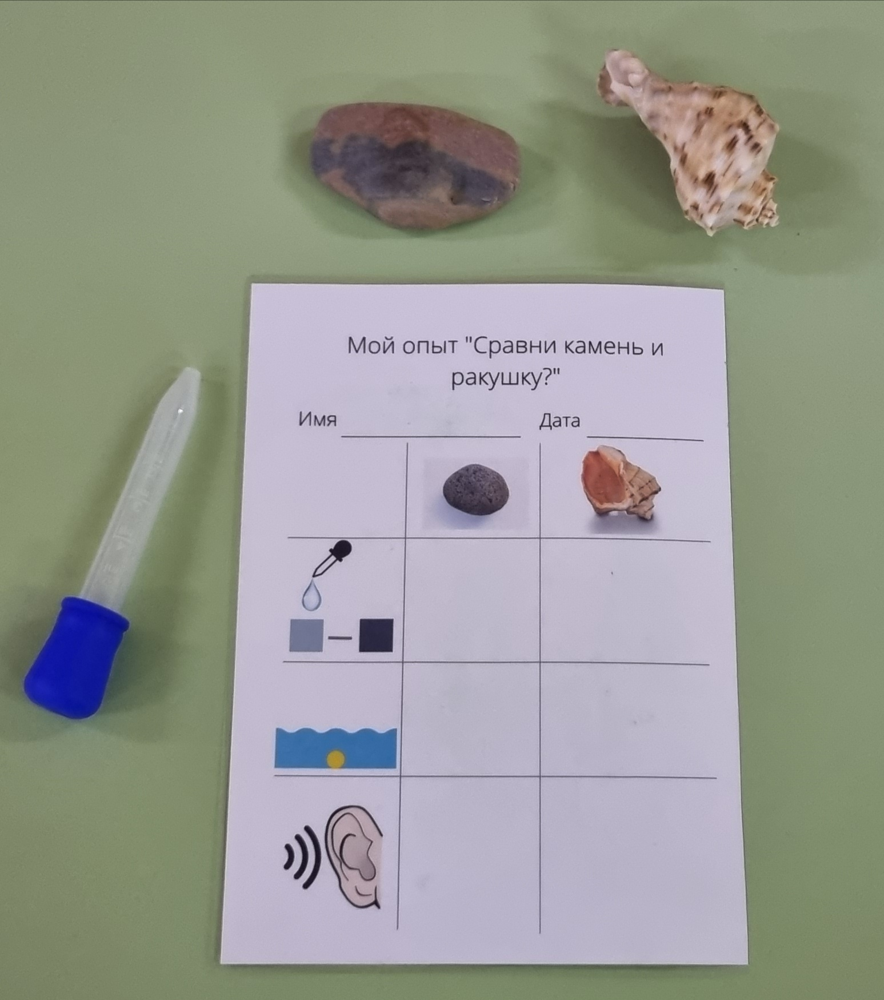 Мой опыт "Сравни камень и
ракушку?"
Имя
Дата